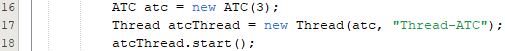 16 ATC atc = new ATC(3);
17 Thread atcThread = new Thread(atc, "Thread-ATC");
18 atcThread.start();